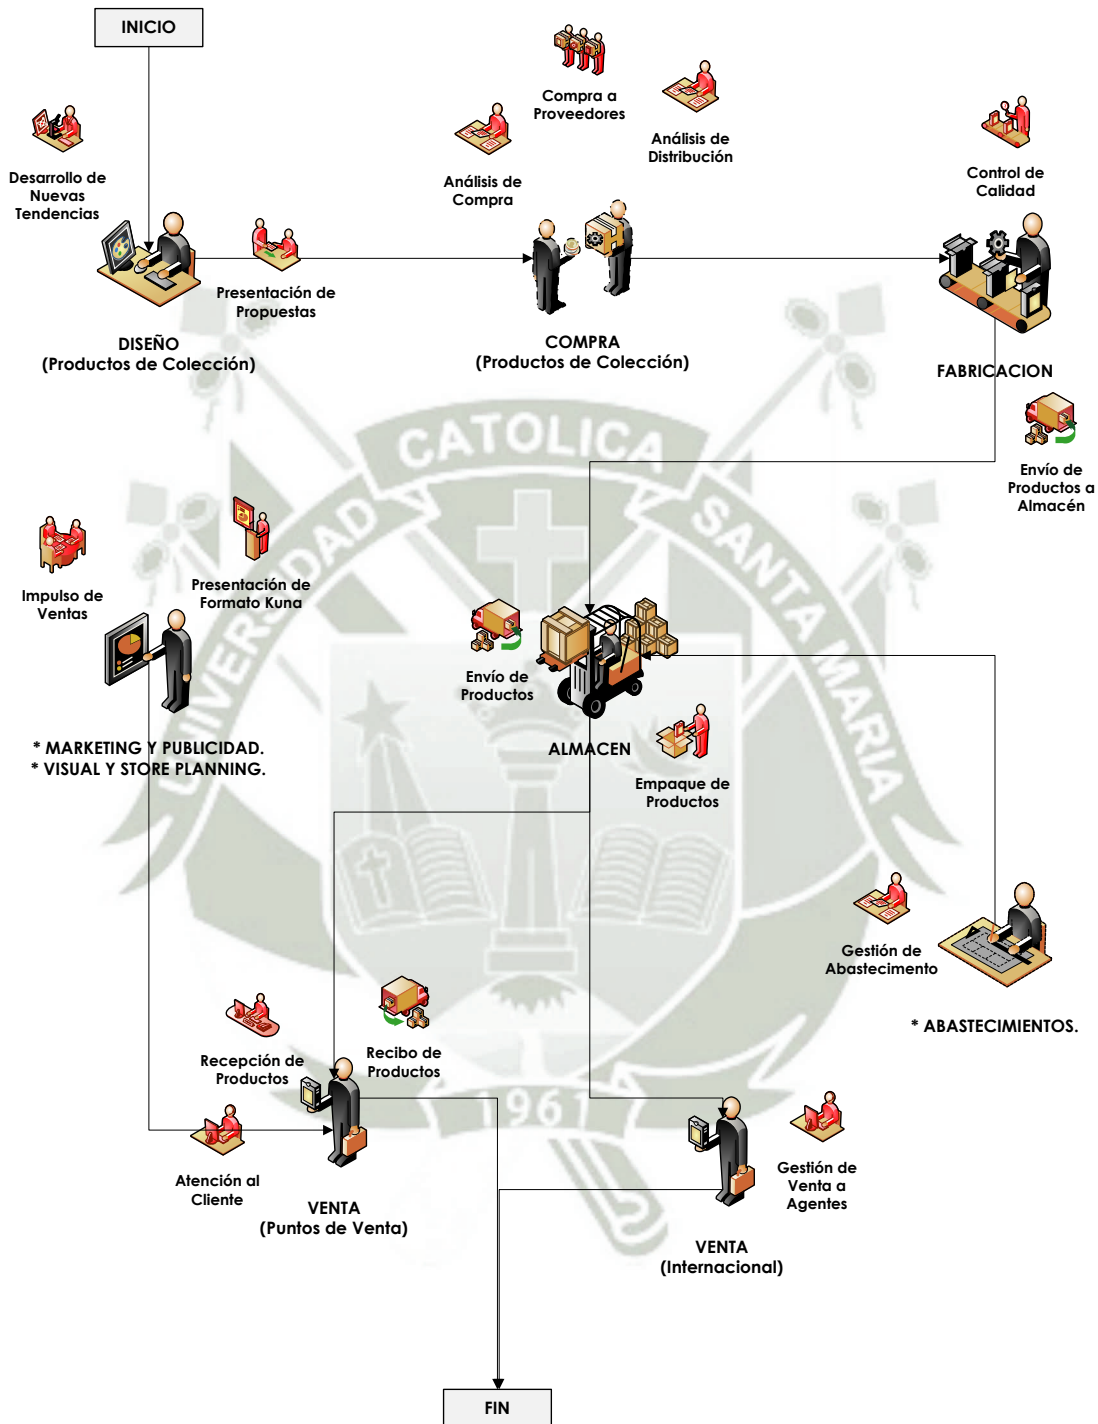 INICIO
Compra a
Proveedores
Análisis de
Distribución
Desarrollo de
Nuevas
Tendencias
Análisis de
Compra
Control de
Calidad
Presentación de
Propuestas
DISEÑO
(Productos de Colección)
COMPRA
(Productos de Colección)
FABRICACION
Envío de
Productos a
Almacén
UNIVERSIDAD
CATOLICA
SANTA MARIA
Impulso de
Ventas
Presentación de
Formato Kuna
Envío de
Productos
* MARKETING Y PUBLICIDAD.
* VISUAL Y STORE PLANNING.
ALMACEN
Empaque de
Productos
Gestión de
Abastecimiento
* ABASTECIMIENTOS.
Recepción de
Productos
Recibo de
Productos
1961
Atención al
Cliente
Gestión de
Venta a
Agentes
VENTA
(Puntos de Venta)
VENTA
(Internacional)
FIN